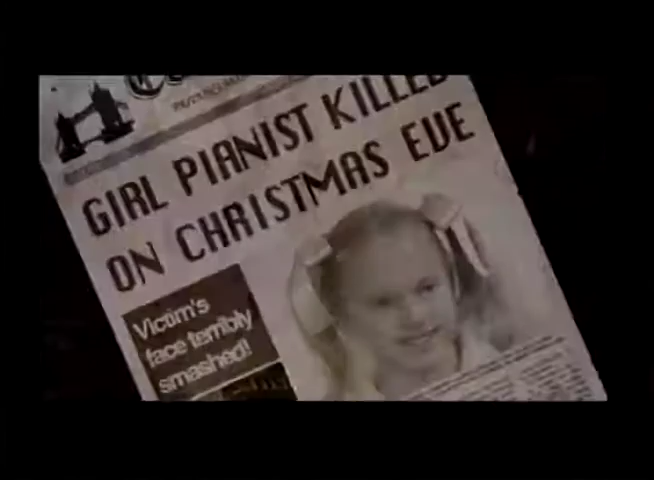 GIRL PIANIST KILLED
ON CHRISTMAS EVE
Victim's
face terribly
smashed!